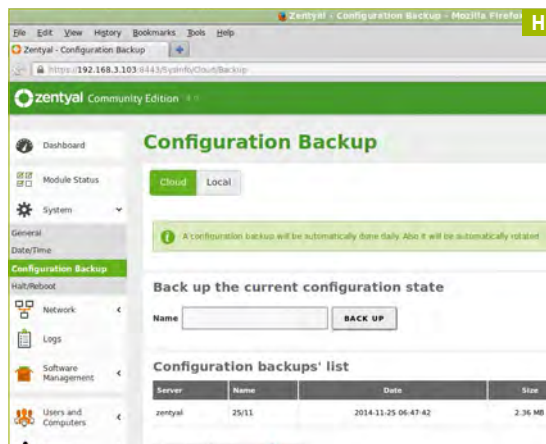 Zentyal - Configuration Backup - Mozilla Firefo
H
File Edit View History Bookmarks Tools Help
Zentyal - Configuration Backup
https://192.168.3.103:8443/SysInfo/Cloud/Backup
zentyal Community Edition
Dashboard
Module Status
System
General
Date/Time
Configuration Backup
Halt/Reboot
Network
Logs
Software
Management
Users and
Computers
Configuration Backup
Cloud Local
A configuration backup will be automatically done daily. Also it will be automatically rotated
Back up the current configuration state
Name BACK UP
Configuration backups' list
Server Name Date Size
zentyal 25/11 2014-11-25 06:47:42 2.36 MB